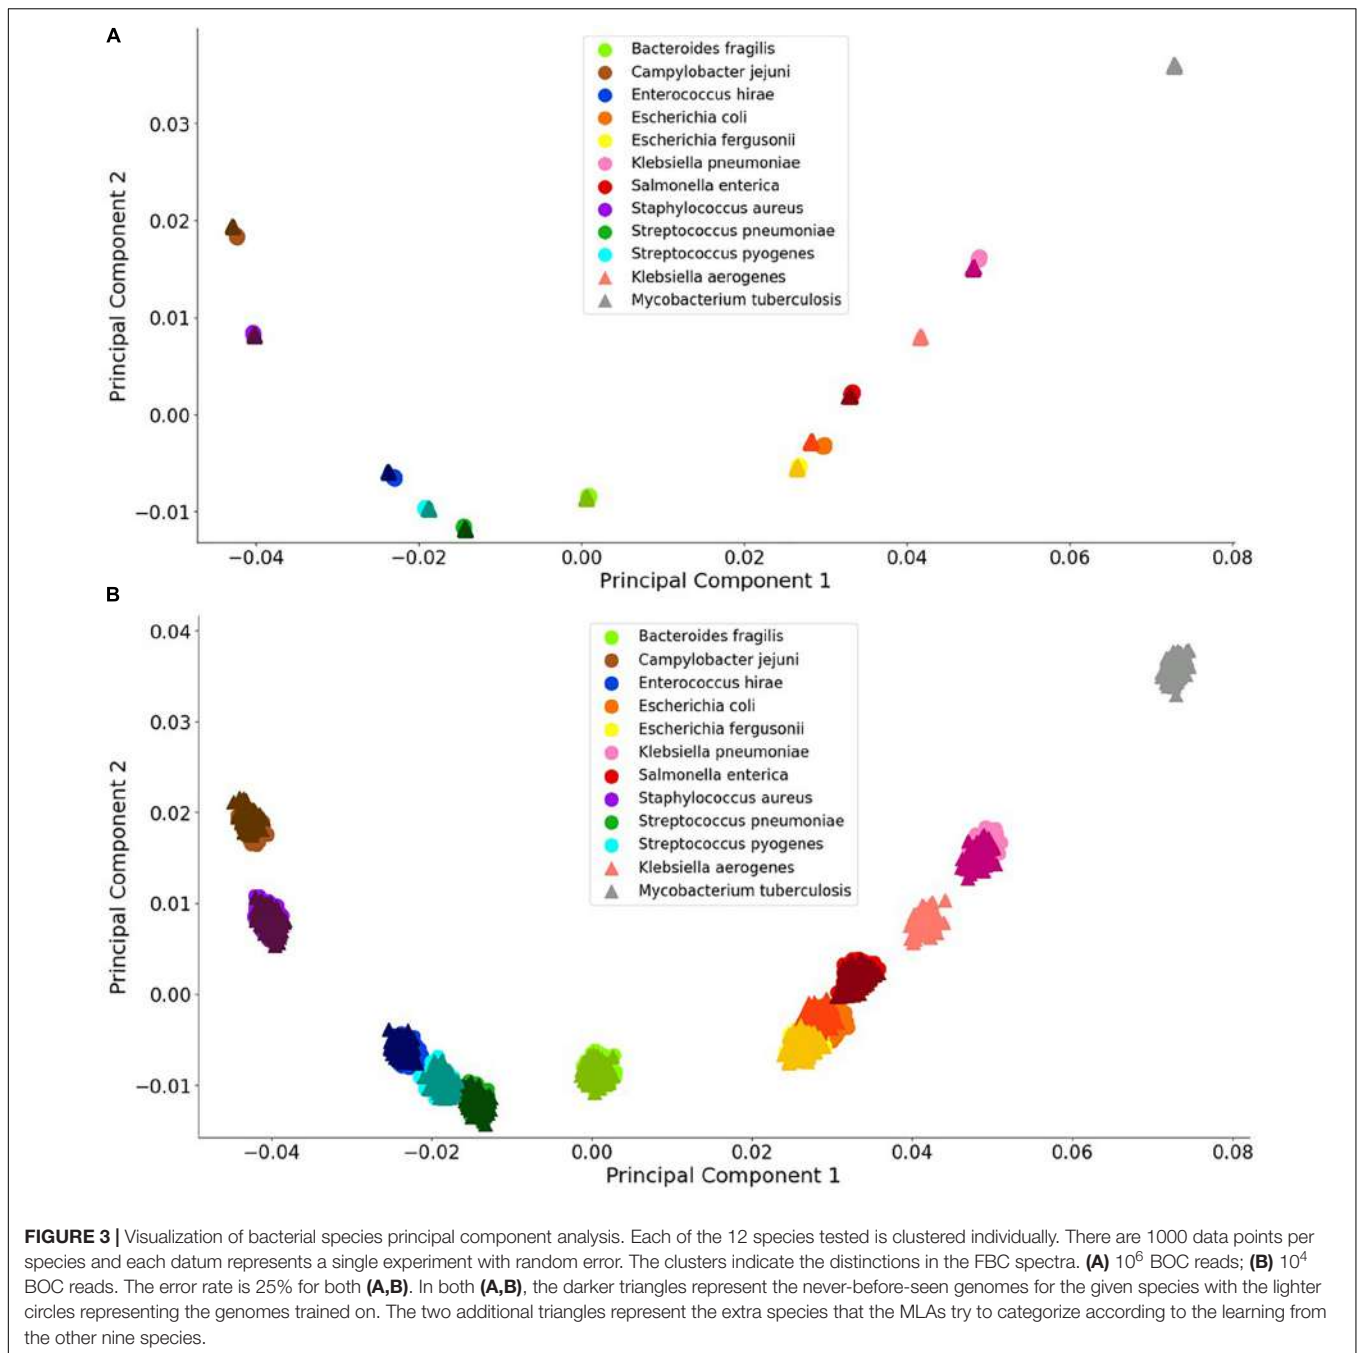 A
Principal Component 2
0.03
0.02
0.01
0.00
−0.01
Bacteroides fragilis
Campylobacter jejuni
Enterococcus hirae
Escherichia coli
Escherichia fergusonii
Klebsiella pneumoniae
Salmonella enterica
Staphylococcus aureus
Streptococcus pneumoniae
Streptococcus pyogenes
Klebsiella aerogenes
Mycobacterium tuberculosis
−0.04 −0.02 0.00 0.02 0.04 0.06 0.08
Principal Component 1
B
Principal Component 2
0.04
0.03
0.02
0.01
0.00
−0.01
Bacteroides fragilis
Campylobacter jejuni
Enterococcus hirae
Escherichia coli
Escherichia fergusonii
Klebsiella pneumoniae
Salmonella enterica
Staphylococcus aureus
Streptococcus pneumoniae
Streptococcus pyogenes
Klebsiella aerogenes
Mycobacterium tuberculosis
−0.04 −0.02 0.00 0.02 0.04 0.06 0.08
Principal Component 1
FIGURE 3 | Visualization of bacterial species principal component analysis. Each of the 12 species tested is clustered individually. There are 1000 data points per
species and each datum represents a single experiment with random error. The clusters indicate the distinctions in the FBC spectra. (A) 10⁶ BOC reads; (B) 10⁴
BOC reads. The error rate is 25% for both (A,B). In both (A,B), the darker triangles represent the never-before-seen genomes for the given species with the lighter
circles representing the genomes trained on. The two additional triangles represent the extra species that the MLAs try to categorize according to the learning from
the other nine species.